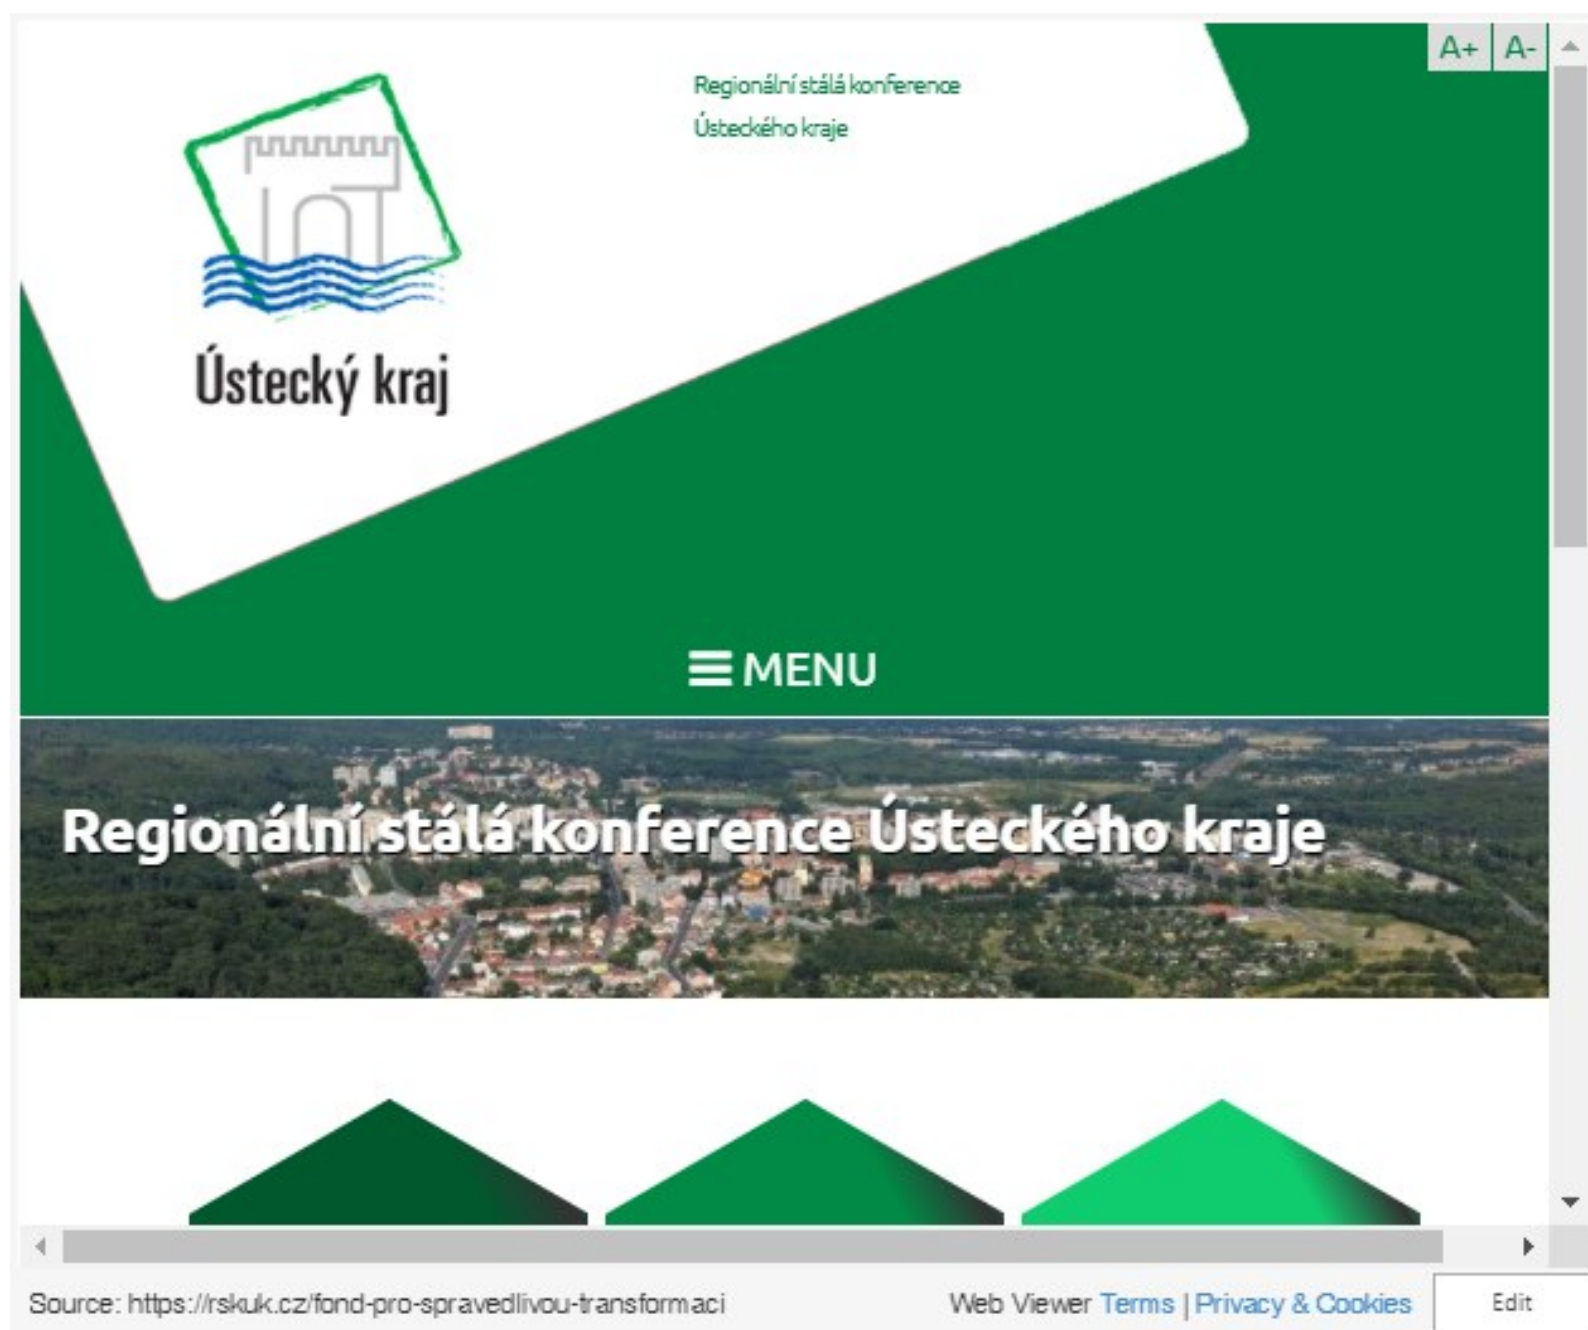 A+ A-
Regionální stálá konference
Ústeckého kraje
Ústecký kraj
MENU
Regionální stálá konference Ústeckého kraje
Source: https://rskuk.cz/fond-pro-spravedlivou-transformaci Web Viewer Terms | Privacy & Cookies Edit